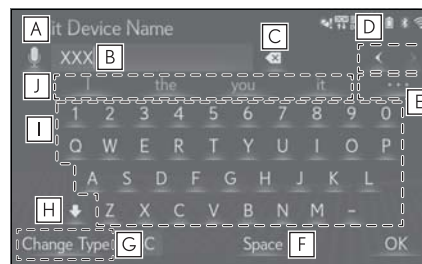 A it Device Name D
XXX B C < >
J I the you it ... E
I 1 2 3 4 5 6 7 8 9 0
Q W E R T Y U I O P
A S D F G H J K L
H Z X C V B N M -
Change Type G C Space F OK